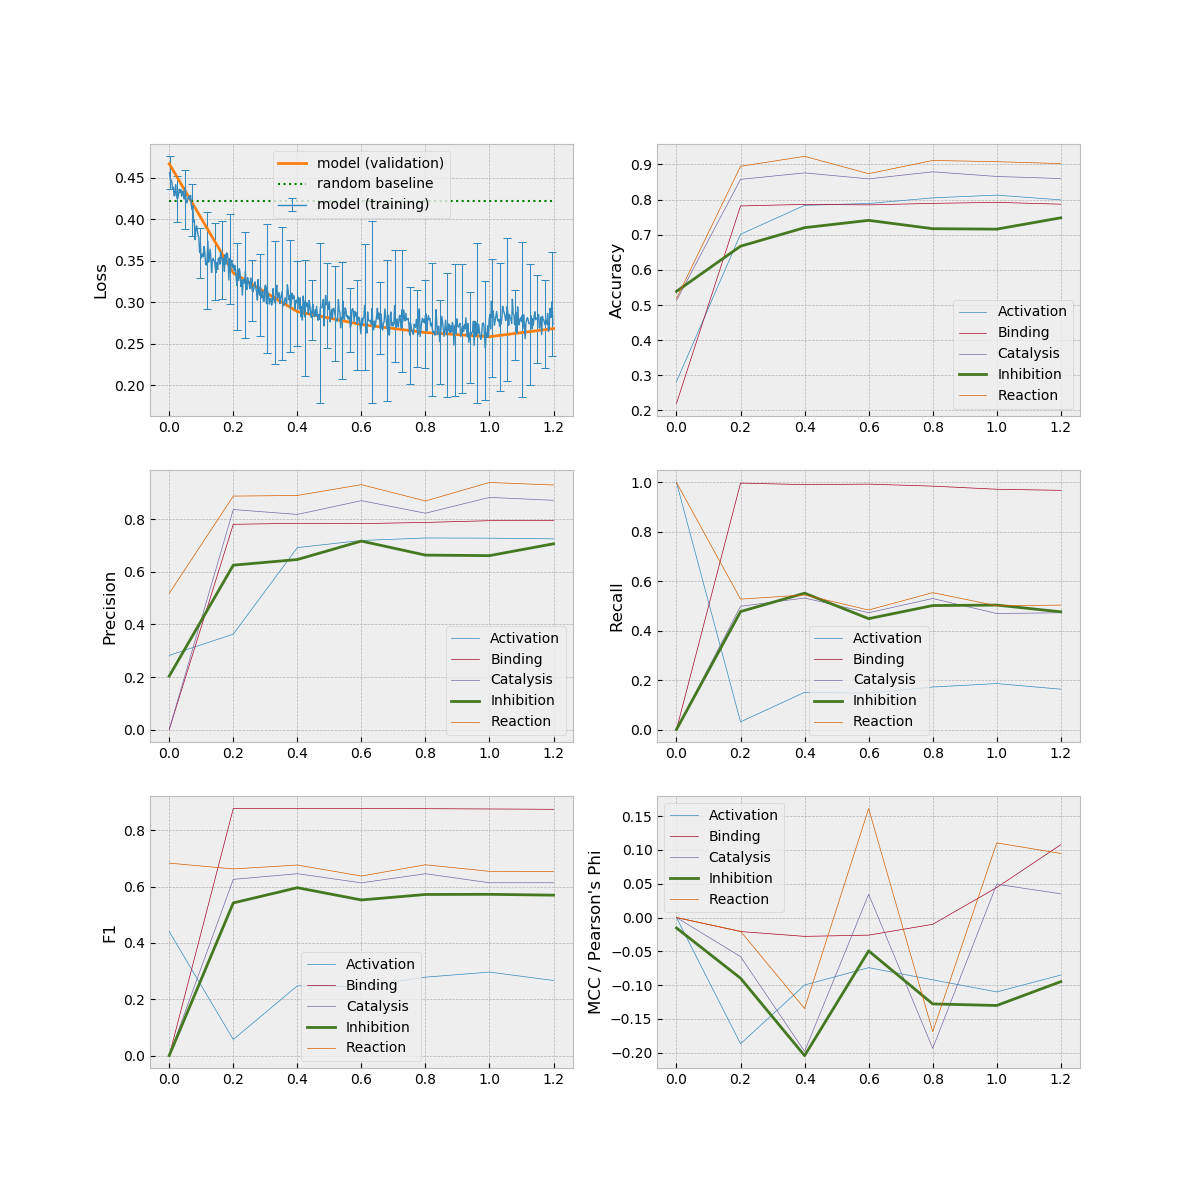 Loss
0.45
0.40
0.35
0.30
0.25
0.20
0.0 0.2 0.4 0.6 0.8 1.0 1.2
model (validation)
random baseline
model (training)
Accuracy
0.9
0.8
0.7
0.6
0.5
0.4
0.3
0.2
0.0 0.2 0.4 0.6 0.8 1.0 1.2
Activation
Binding
Catalysis
Inhibition
Reaction
Precision
0.8
0.6
0.4
0.2
0.0
0.0 0.2 0.4 0.6 0.8 1.0 1.2
Activation
Binding
Catalysis
Inhibition
Reaction
Recall
1.0
0.8
0.6
0.4
0.2
0.0
0.0 0.2 0.4 0.6 0.8 1.0 1.2
Activation
Binding
Catalysis
Inhibition
Reaction
F1
0.8
0.6
0.4
0.2
0.0
0.0 0.2 0.4 0.6 0.8 1.0 1.2
Activation
Binding
Catalysis
Inhibition
Reaction
MCC / Pearson's Phi
0.15
0.10
0.05
0.00
−0.05
−0.10
−0.15
−0.20
0.0 0.2 0.4 0.6 0.8 1.0 1.2
Activation
Binding
Catalysis
Inhibition
Reaction